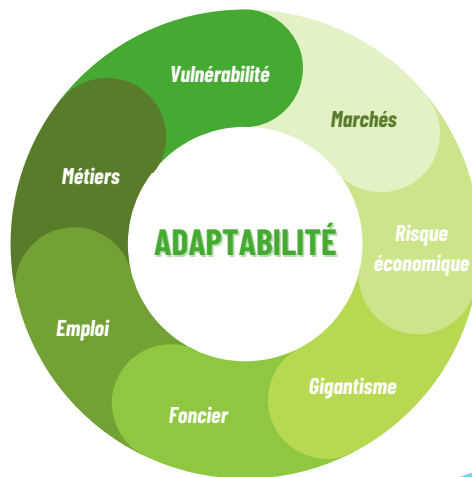 Vulnérabilité
Marchés
Métiers
ADAPTABILITÉ
Risque
économique
Emploi
Gigantisme
Foncier